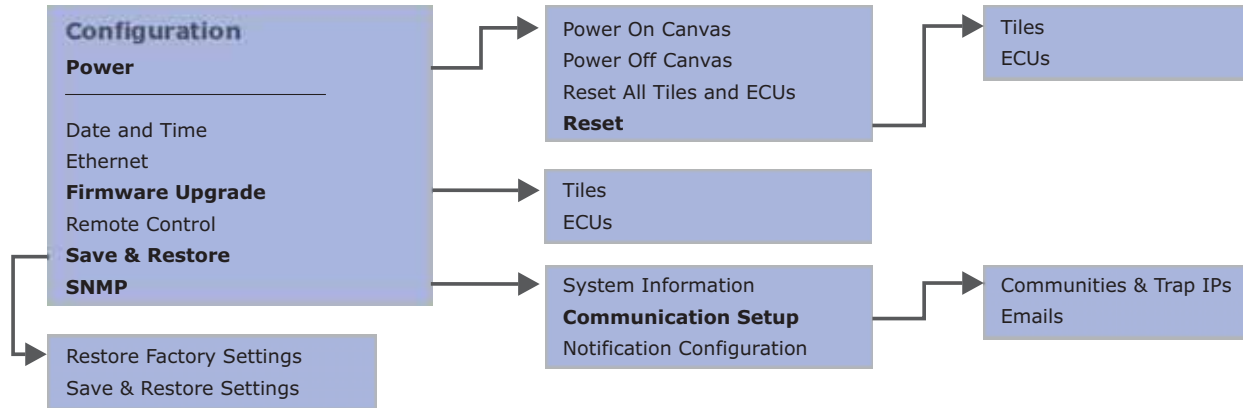 Configuration
Power
Date and Time
Ethernet
Firmware Upgrade
Remote Control
Save & Restore
SNMP
Restore Factory Settings
Save & Restore Settings
Power On Canvas
Power Off Canvas
Reset All Tiles and ECUs
Reset
Tiles
ECUs
Tiles
ECUs
System Information
Communication Setup
Notification Configuration
Communities & Trap IPs
Emails